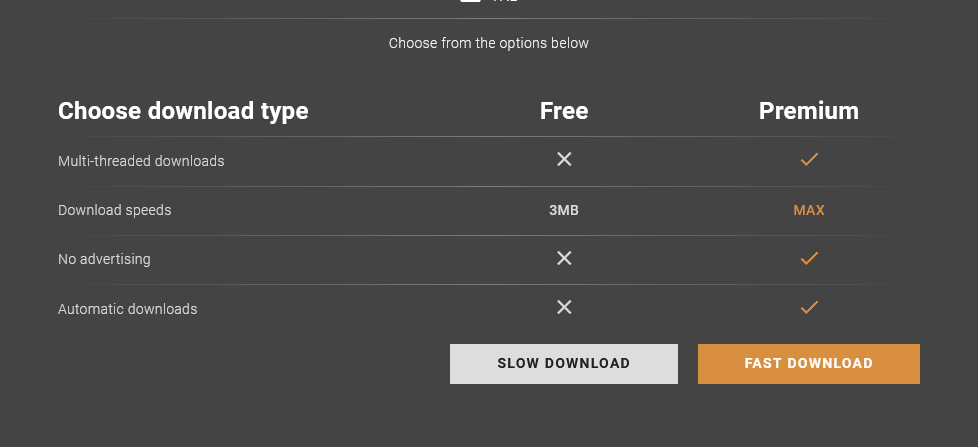 Choose from the options below
Choose download type Free Premium
Multi-threaded downloads
Download speeds 3MB MAX
No advertising
Automatic downloads
SLOW DOWNLOAD FAST DOWNLOAD